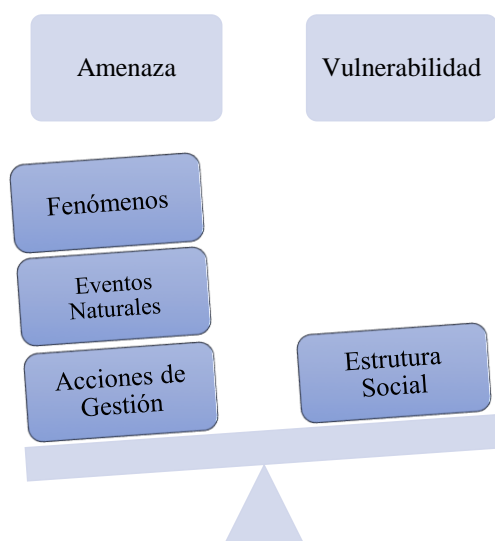 Amenaza
Vulnerabilidad
Fenómenos
Eventos
Naturales
Acciones de
Gestión
Estrutura
Social